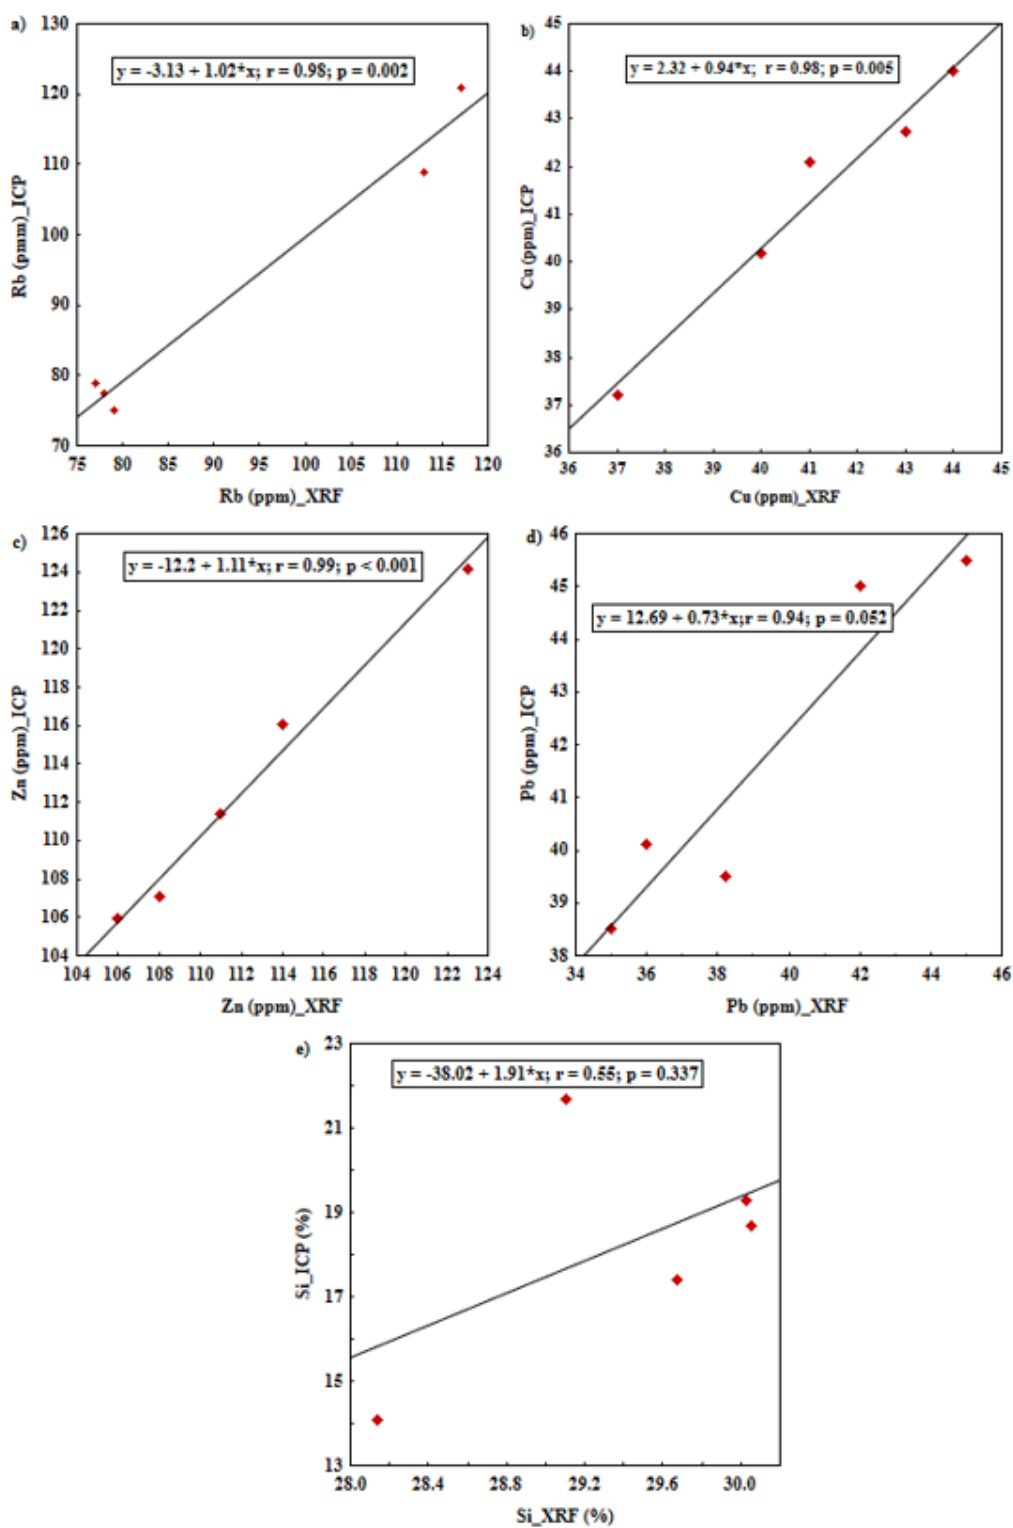 a)
y = -3.13 + 1.02*x; r = 0.98; p = 0.002
130
120
110
100
90
80
70
Rb (pmm)_ICP
75 80 85 90 95 100 105 110 115 120
Rb (ppm)_XRF
b)
y = 2.32 + 0.94*x; r = 0.98; p = 0.005
45
44
43
42
41
40
39
38
37
36
Cu (ppm)_ICP
36 37 38 39 40 41 42 43 44 45
Cu (ppm)_XRF
c)
y = -12.2 + 1.11*x; r = 0.99; p < 0.001
126
124
122
120
118
116
114
112
110
108
106
104
Zn (ppm)_ICP
104 106 108 110 112 114 116 118 120 122 124
Zn (ppm)_XRF
d)
y = 12.69 + 0.73*x;r = 0.94; p = 0.052
46
45
44
43
42
41
40
39
38
Pb (ppm)_ICP
34 36 38 40 42 44 46
Pb (ppm)_XRF
e)
y = -38.02 + 1.91*x; r = 0.55; p = 0.337
23
21
19
17
15
13
Si_ICP (%)
28.0 28.4 28.8 29.2 29.6 30.0
Si_XRF (%)